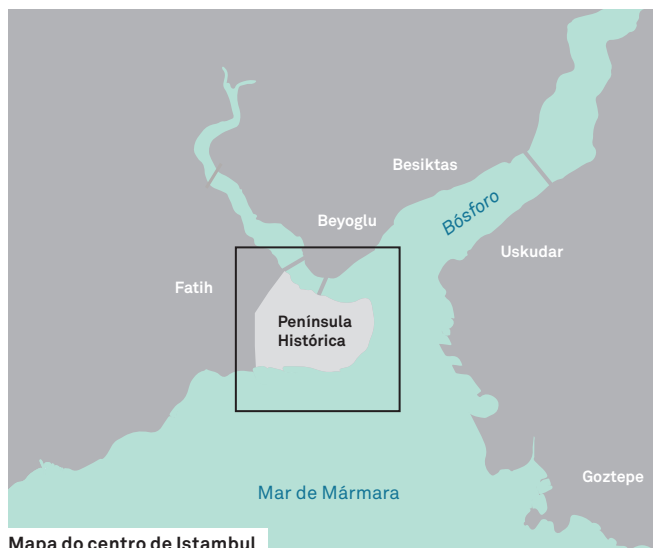 Besiktas
Bósforo
Beyoglu
Uskudar
Fatih
Península
Histórica
Goztepe
Mar de Mármara
Mapa do centro de Istambul